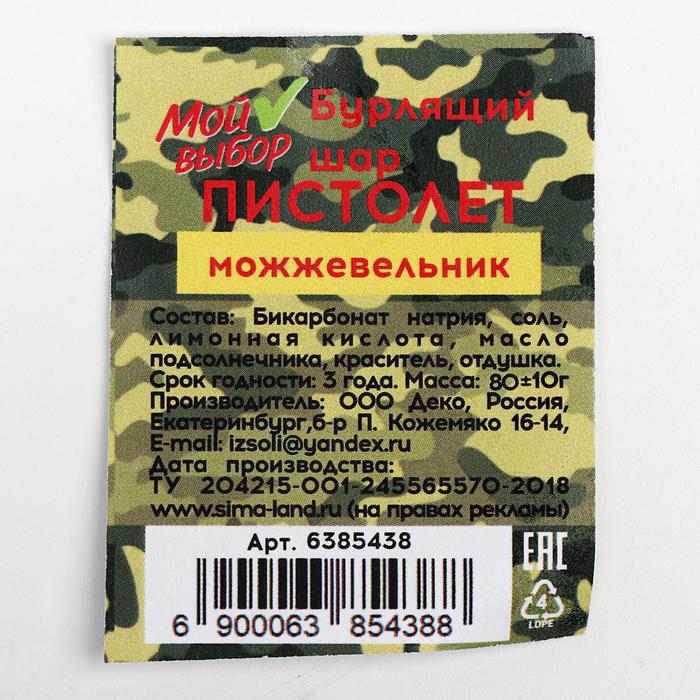 Мой
выбор
Бурлящий
шар
ПИСТОЛЕТ
можжевельник
Состав: Бикарбонат натрия, соль,
лимонная кислота, масло
подсолнечника, краситель, отдушка.
Срок годности: 3 года. Масса: 80±10г
Производитель: ООО Деко, Россия,
Екатеринбург,б-р П. Кожемяко 16-14,
E-mail: izsoli@yandex.ru
Дата производства:
ТУ 204215-001-245565570-2018
www.sima-land.ru (на правах рекламы)
Арт. 6385438
6 900063 854388
EAC
4
LDPE